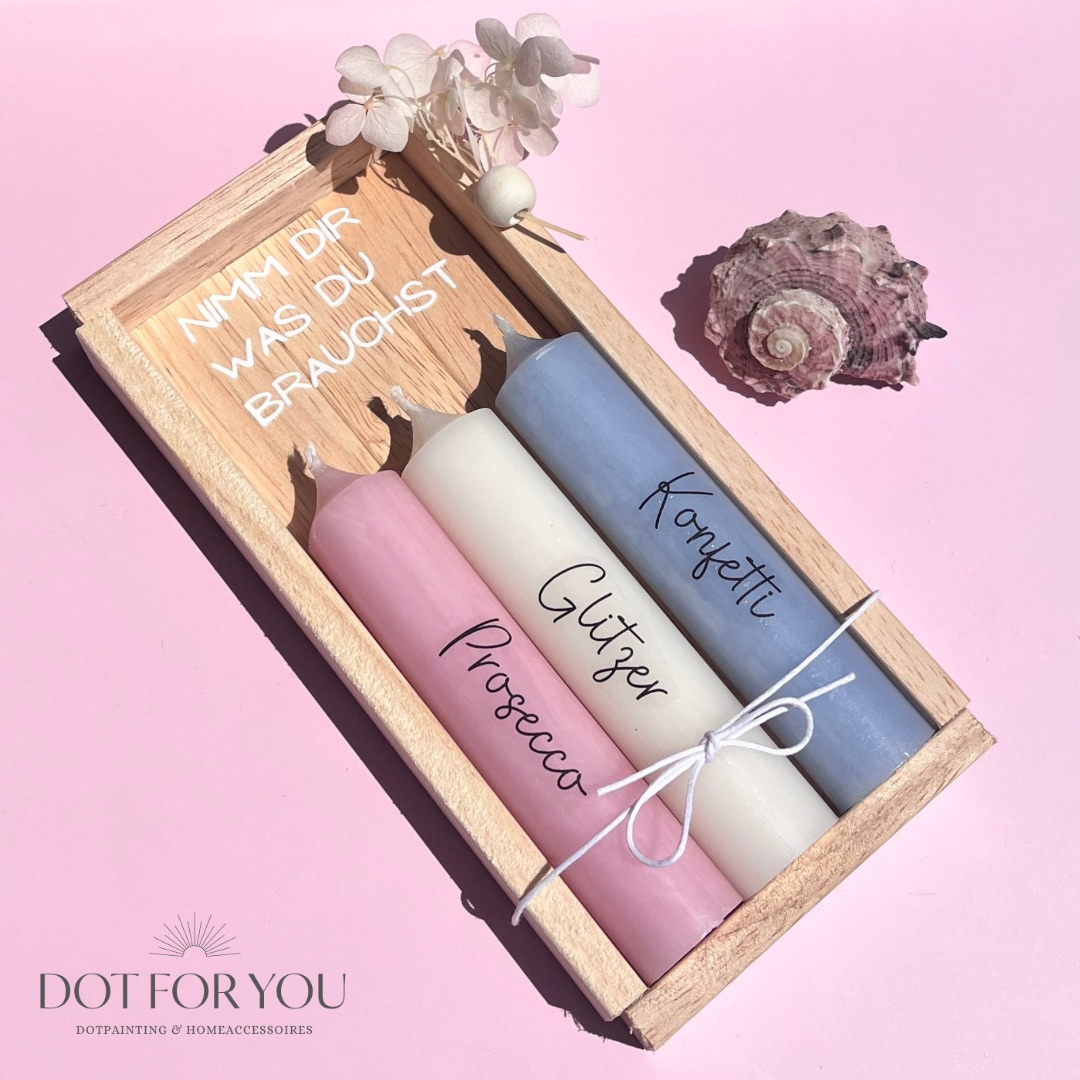 NIMM DIR
WAS DU
BRAUCHST
Konfetti
Glitzer
Prosecco
DOT FOR YOU
DOTPAINTING & HOMEACCESSOIRES